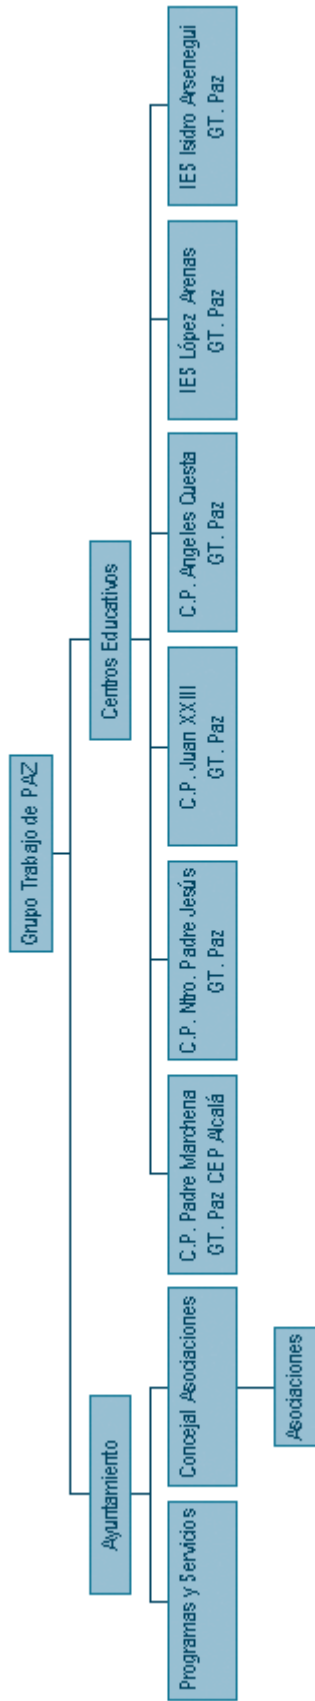 Grupo Trabajo de PAZ
Ayuntamiento
Centros Educativos
Programas y Servicios
Concejal Asociaciones
C.P. Padre Marchena
GT. Paz CEP Alcalá
C.P. Ntro. Padre Jesús
GT. Paz
C.P. Juan XXIII
GT. Paz
C.P. Angeles Cuesta
GT. Paz
IES López Arenas
GT. Paz
IES Isidro Arsenegui
GT. Paz
Asociaciones